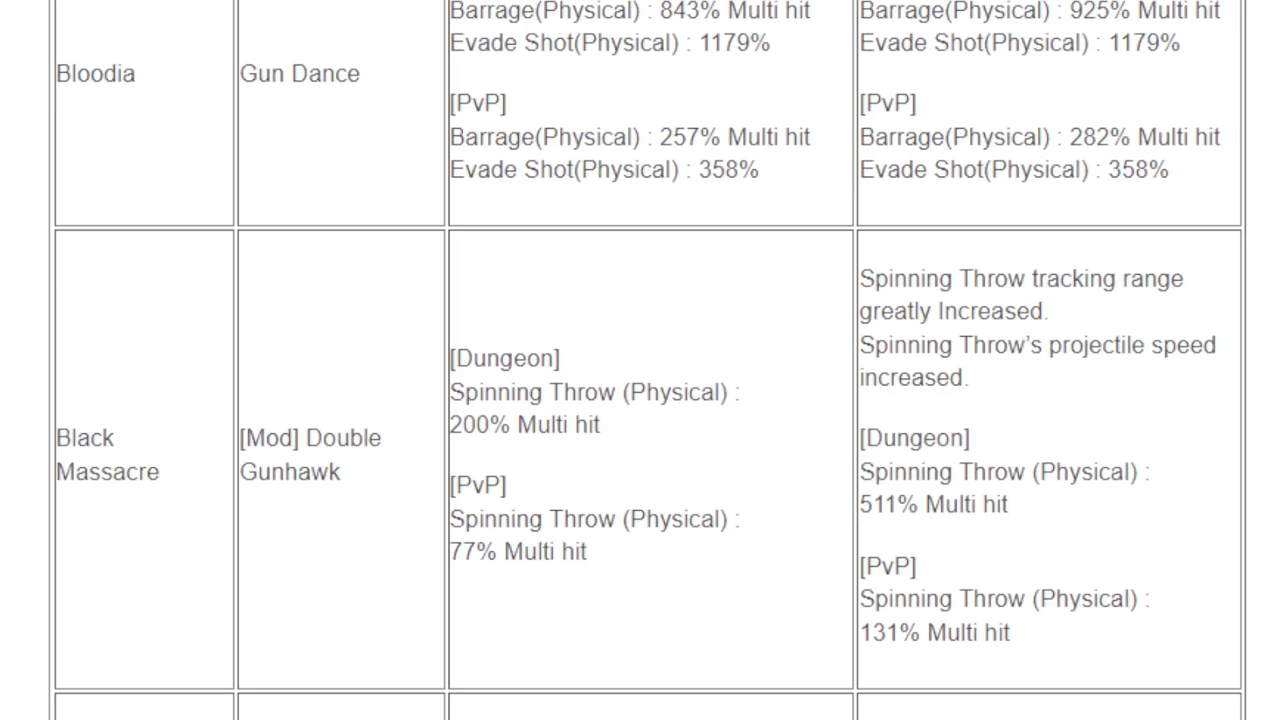 Bloodia
Gun Dance
Barrage(Physical) : 843% Multi hit
Evade Shot(Physical) : 1179%
[PvP]
Barrage(Physical) : 257% Multi hit
Evade Shot(Physical) : 358%
Barrage(Physical) : 925% Multi hit
Evade Shot(Physical) : 1179%
[PvP]
Barrage(Physical) : 282% Multi hit
Evade Shot(Physical) : 358%
Black
Massacre
[Mod] Double
Gunhawk
[Dungeon]
Spinning Throw (Physical) :
200% Multi hit
[PvP]
Spinning Throw (Physical) :
77% Multi hit
Spinning Throw tracking range
greatly Increased.
Spinning Throw’s projectile speed
increased.
[Dungeon]
Spinning Throw (Physical) :
511% Multi hit
[PvP]
Spinning Throw (Physical) :
131% Multi hit